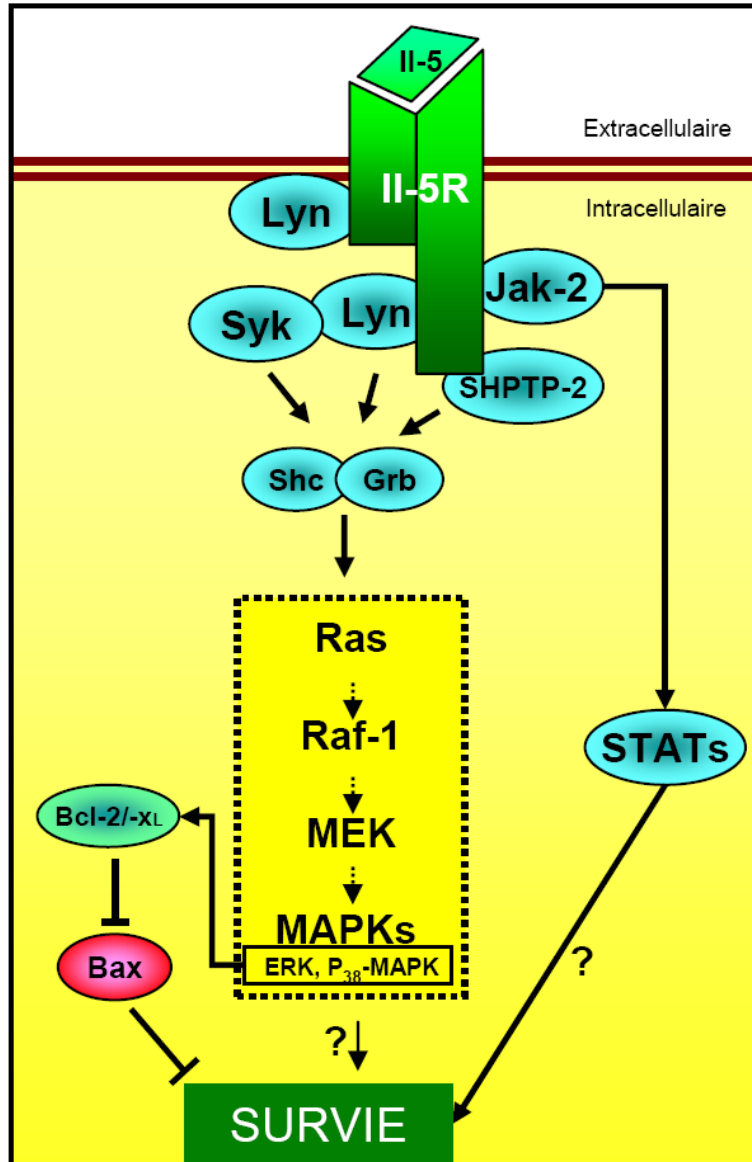 Il-5
Extracellulaire
Il-5R
Intracellulaire
Lyn
Jak-2
Syk
Lyn
SHPTP-2
Shc
Grb
Ras
Raf-1
STATs
Bcl-2/-xL
MEK
MAPKs
ERK, P38-MAPK
Bax
?
?
SURVIE